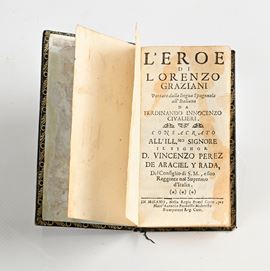 L'EROE
DI
LORENZO
GRAZIANI
Portato dalla lingua Spagnuola
all'Italiana
DA
FERDINANDO INNOCENZO
CIVALIERI.
CONSACRATO
ALL'ILL.MO SIGNORE
IL SIGNOR
D. VINCENZO PEREZ
DE ARACIEL Y RADA,
Del Consiglio di S. M., e suo
Reggente nel Supremo
d'Italia.
IN MILANO, Nella Regia Ducal Corte, per
Marc'Antonio Pandolfo Malatesta
Stampatore Reg. Cam.